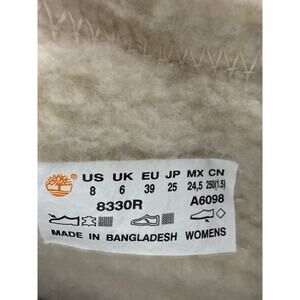 US UK EU JP MX CN
8 6 39 25 24,5 250(1.5)
8330R A6098
MADE IN BANGLADESH WOMENS